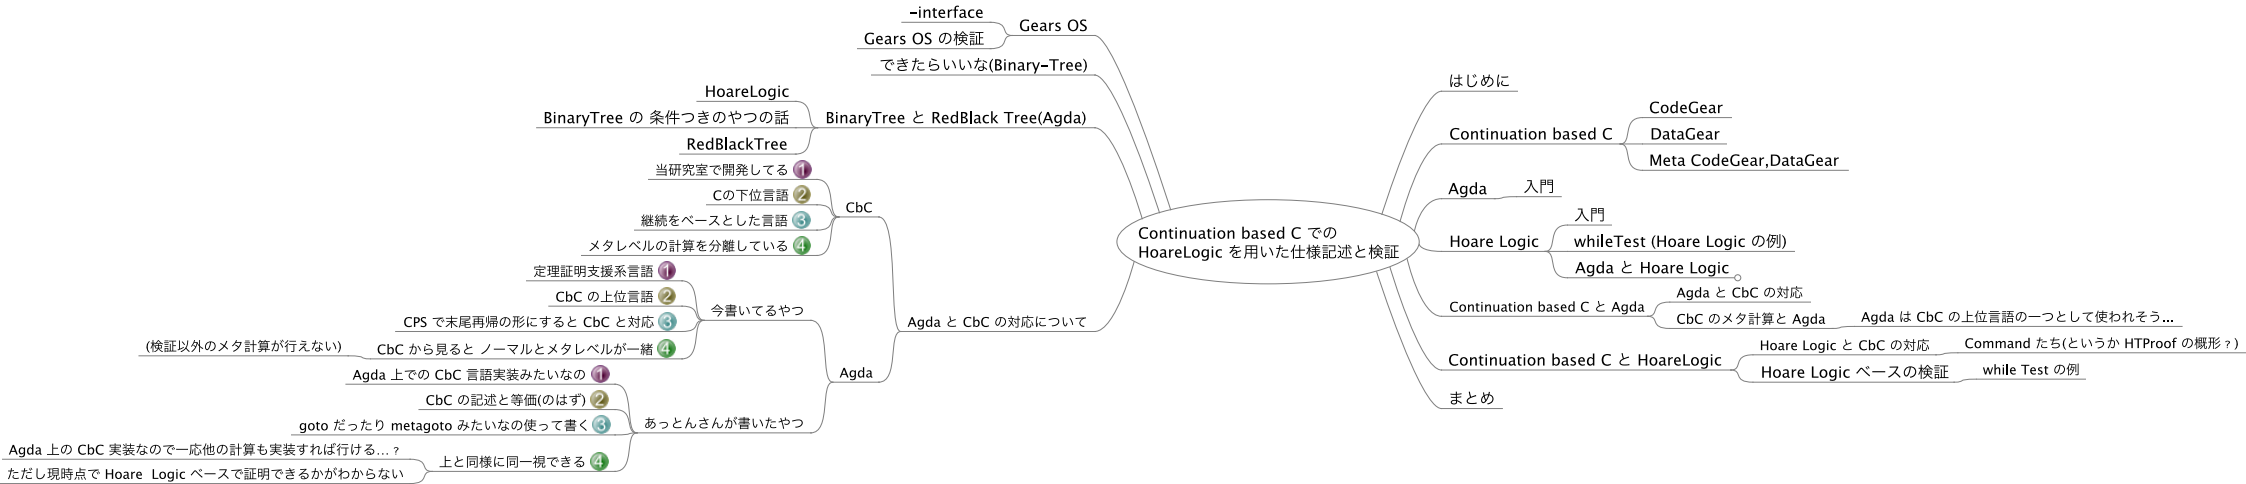 Continuation based C での
HoareLogic を用いた仕様記述と検証
はじめに
Continuation based C
CodeGear
DataGear
Meta CodeGear,DataGear
Agda
入門
Hoare Logic
入門
whileTest (Hoare Logic の例)
Agda と Hoare Logic
Continuation based C と Agda
Agda と CbC の対応
CbC のメタ計算と Agda
Agda は CbC の上位言語の一つとして使われそう...
Continuation based C と HoareLogic
Hoare Logic と CbC の対応
Command たち(というか HTProof の概形？)
Hoare Logic ベースの検証
while Test の例
まとめ
Gears OS
-interface
Gears OS の検証
できたらいいな(Binary-Tree)
BinaryTree と RedBlack Tree(Agda)
HoareLogic
BinaryTree の 条件つきのやつの話
RedBlackTree
Agda と CbC の対応について
CbC
当研究室で開発してる 1
Cの下位言語 2
継続をベースとした言語 3
メタレベルの計算を分離している 4
Agda
今書いてるやつ
定理証明支援系言語 1
CbC の上位言語 2
CPS で末尾再帰の形にすると CbC と対応 3
CbC から見ると ノーマルとメタレベルが一緒 4
(検証以外のメタ計算が行えない)
あっとんさんが書いたやつ
Agda 上での CbC 言語実装みたいなの 1
CbC の記述と等価(のはず) 2
goto だったり metagoto みたいなの使って書く 3
上と同様に同一視できる 4
Agda 上の CbC 実装なので一応他の計算も実装すれば行ける...？
ただし現時点で Hoare Logic ベースで証明できるかがわからない